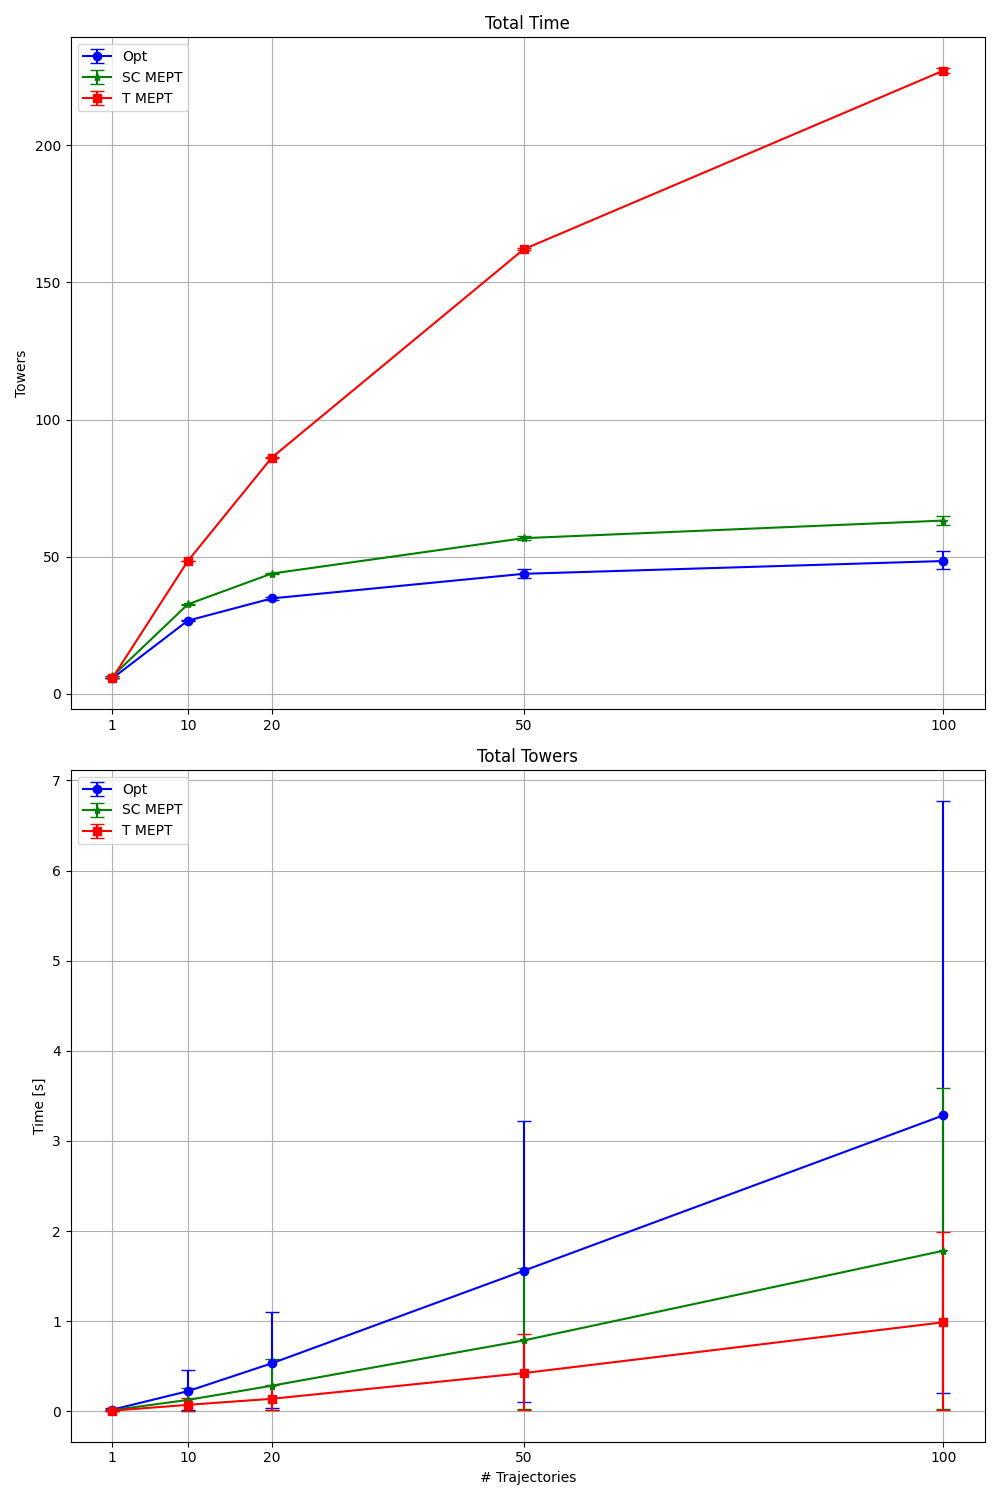 Total Time
Opt
SC MEPT
T MEPT
Towers
200
150
100
50
0
1 10 20 50 100
Total Towers
Opt
SC MEPT
T MEPT
Time [s]
7
6
5
4
3
2
1
0
1 10 20 50 100
# Trajectories